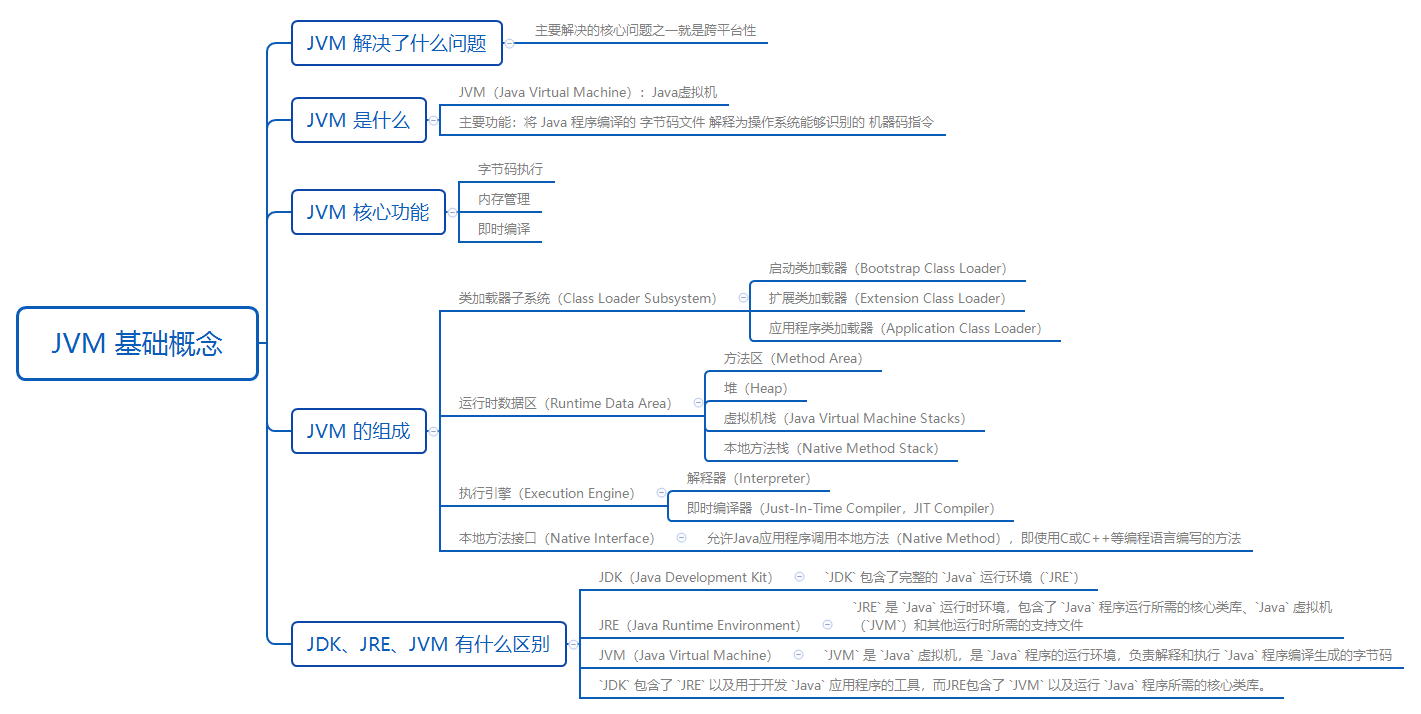 JVM 基础概念
JVM 解决了什么问题
主要解决的核心问题之一就是跨平台性
JVM 是什么
JVM（Java Virtual Machine）：Java虚拟机
主要功能：将 Java 程序编译的 字节码文件 解释为操作系统能够识别的 机器码指令
JVM 核心功能
字节码执行
内存管理
即时编译
JVM 的组成
类加载器子系统（Class Loader Subsystem）
启动类加载器（Bootstrap Class Loader）
扩展类加载器（Extension Class Loader）
应用程序类加载器（Application Class Loader）
运行时数据区（Runtime Data Area）
方法区（Method Area）
堆（Heap）
虚拟机栈（Java Virtual Machine Stacks）
本地方法栈（Native Method Stack）
执行引擎（Execution Engine）
解释器（Interpreter）
即时编译器（Just-In-Time Compiler，JIT Compiler）
本地方法接口（Native Interface）
允许Java应用程序调用本地方法（Native Method），即使用C或C++等编程语言编写的方法
JDK、JRE、JVM 有什么区别
JDK（Java Development Kit）
`JDK` 包含了完整的 `Java` 运行环境（`JRE`）
JRE（Java Runtime Environment）
`JRE` 是 `Java` 运行时环境，包含了 `Java` 程序运行所需的核心类库、`Java` 虚拟机
（`JVM`）和其他运行时所需的支持文件
JVM（Java Virtual Machine）
`JVM` 是 `Java` 虚拟机，是 `Java` 程序的运行环境，负责解释和执行 `Java` 程序编译生成的字节码
`JDK` 包含了 `JRE` 以及用于开发 `Java` 应用程序的工具，而JRE包含了 `JVM` 以及运行 `Java` 程序所需的核心类库。